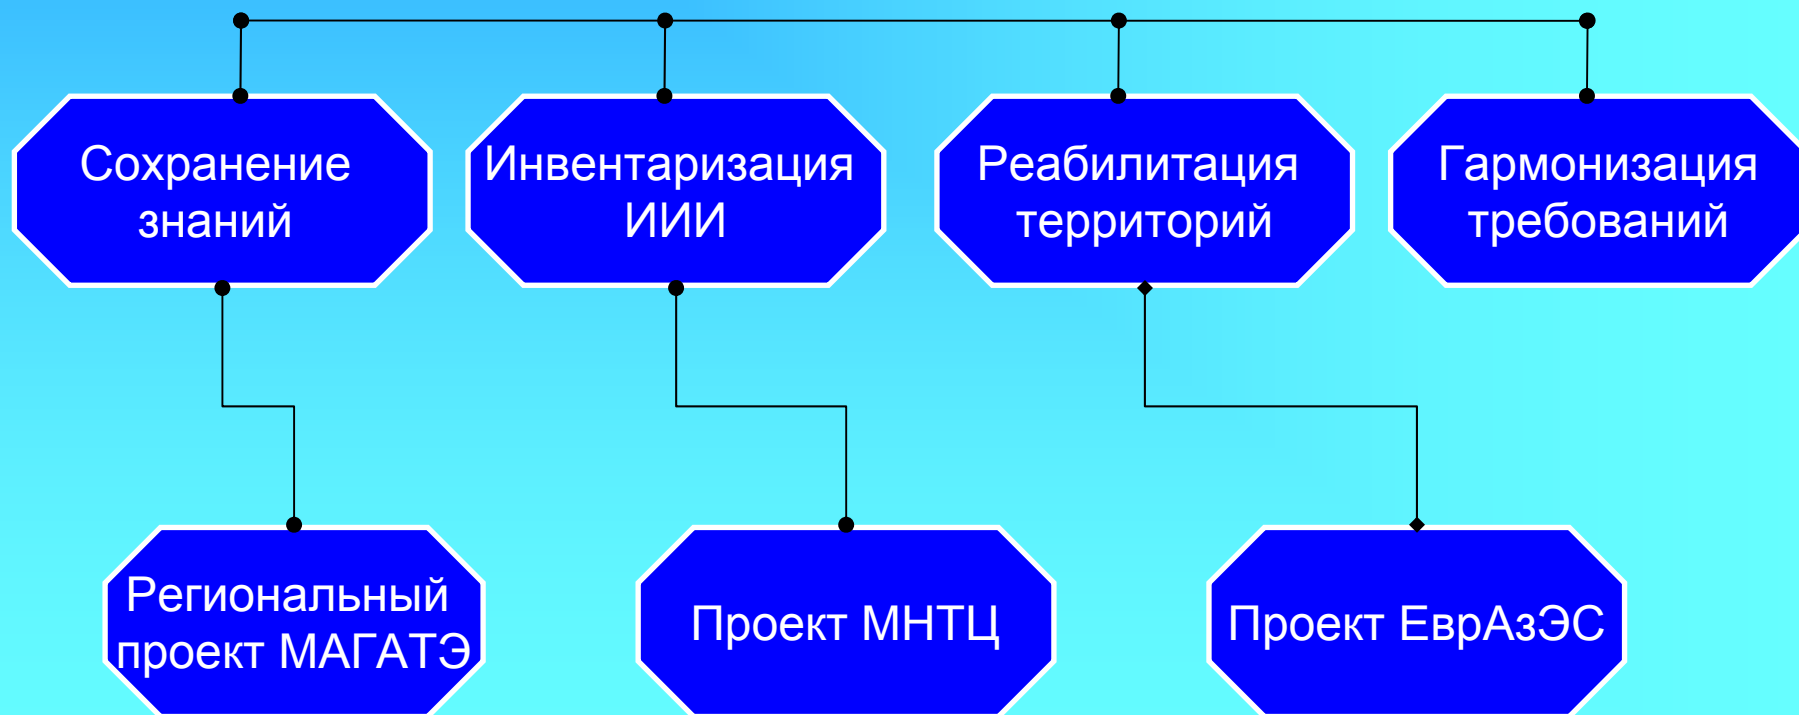 Сохранение
знаний
Инвентаризация
ИИИ
Реабилитация
территорий
Гармонизация
требований
Региональный
проект МАГАТЭ
Проект МНТЦ
Проект ЕврАзЭС